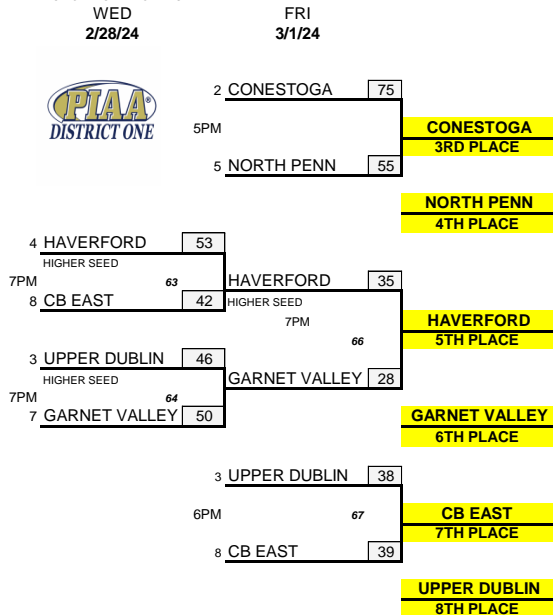 WED FRI
2/28/24 3/1/24
PIAA®
DISTRICT ONE
2 CONESTOGA 75
5PM
CONESTOGA
3RD PLACE
5 NORTH PENN 55
NORTH PENN
4TH PLACE
4 HAVERFORD 53
HIGHER SEED
7PM 63
8 CB EAST 42
HAVERFORD 35
HIGHER SEED
7PM
66
HAVERFORD
5TH PLACE
3 UPPER DUBLIN 46
HIGHER SEED
7PM 64
7 GARNET VALLEY 50
GARNET VALLEY 28
GARNET VALLEY
6TH PLACE
3 UPPER DUBLIN 38
6PM 67
CB EAST
7TH PLACE
8 CB EAST 39
UPPER DUBLIN
8TH PLACE